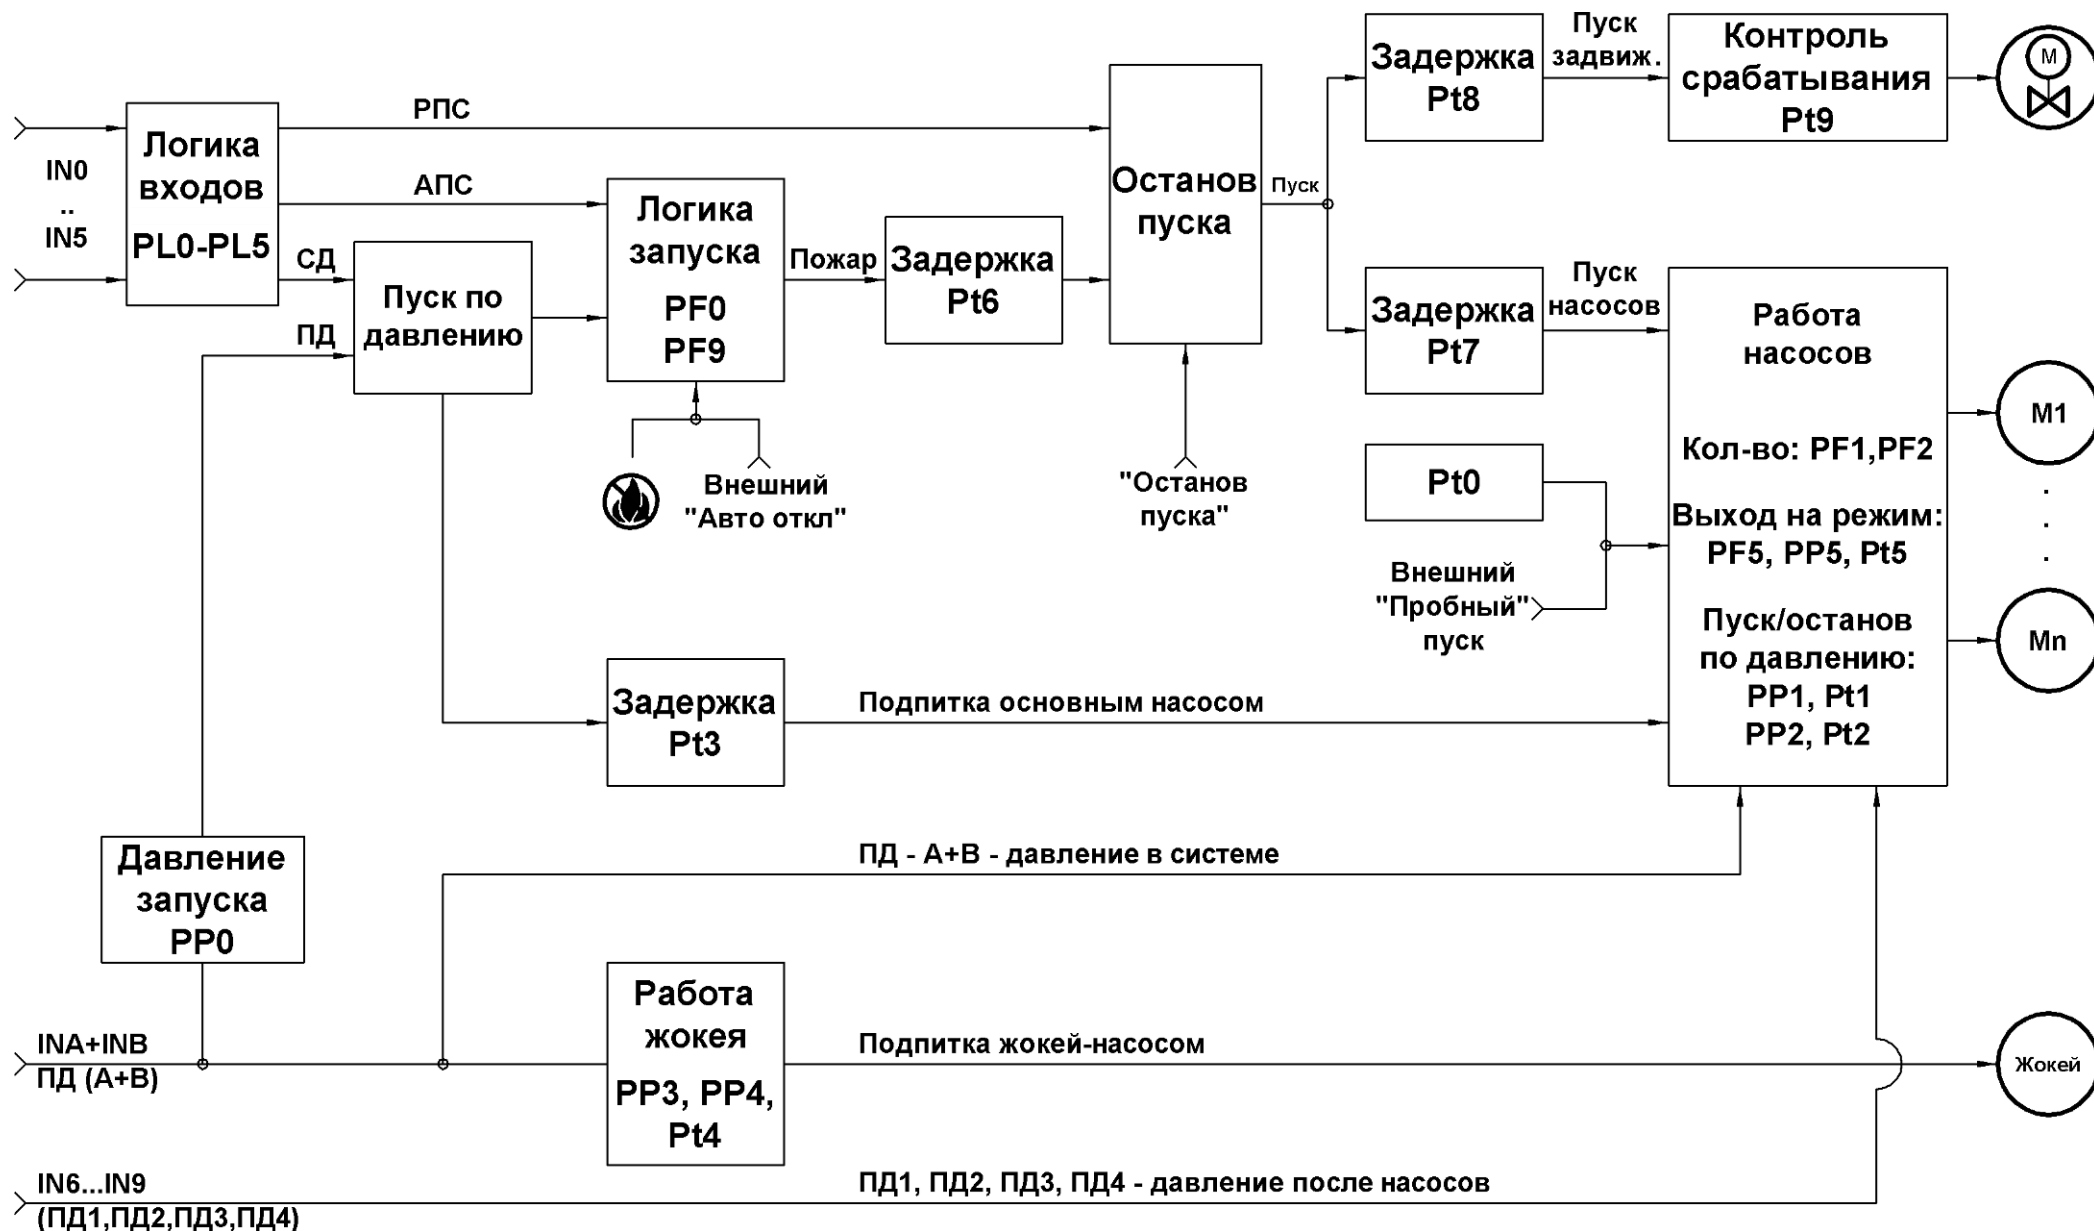 IN0
..
IN5
Логика
входов
PL0-PL5
РПС
АПС
СД
ПД
Пуск по
давлению
Логика
запуска
PF0
PF9
Пожар
Задержка
Pt6
Останов
пуска
Пуск
Задержка
Pt8
Пуск
задвиж.
Контроль
срабатывания
Pt9
М
Задержка
Pt7
Пуск
насосов
Работа
насосов
Кол-во: PF1,PF2
Выход на режим:
PF5, PP5, Pt5
Пуск/останов
по давлению:
PP1, Pt1
PP2, Pt2
М1
.
.
.
Мn
Внешний
"Авто откл"
"Останов
пуска"
Pt0
Внешний
"Пробный"
пуск
Задержка
Pt3
Подпитка основным насосом
Давление
запуска
PP0
ПД - А+В - давление в системе
INA+INB
ПД (А+В)
Работа
жокея
PP3, PP4,
Pt4
Подпитка жокей-насосом
Жокей
IN6...IN9
(ПД1,ПД2,ПД3,ПД4)
ПД1, ПД2, ПД3, ПД4 - давление после насосов